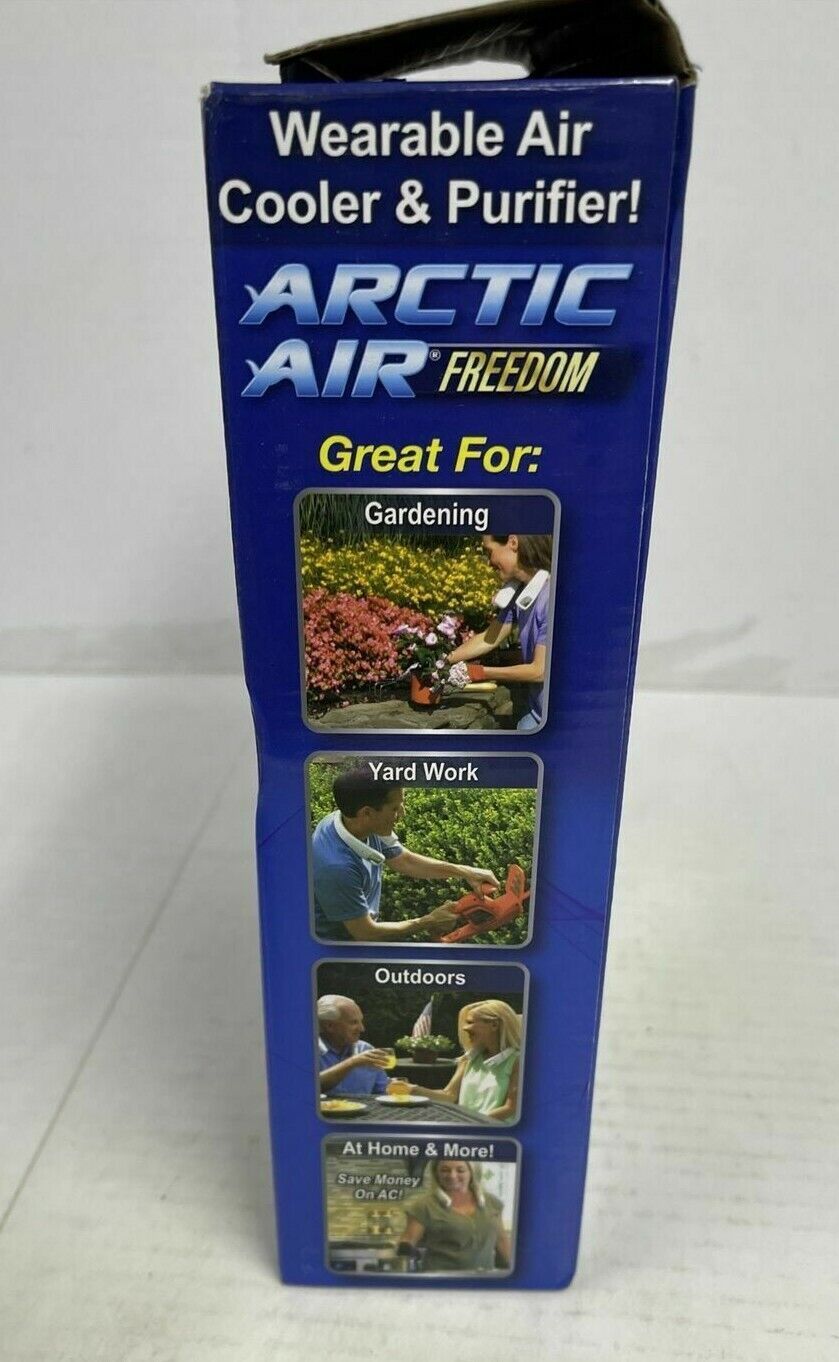 Wearable Air
Cooler & Purifier!
ARCTIC
AIR® FREEDOM
Great For:
Gardening
Yard Work
Outdoors
At Home & More!
Save Money
On AC!